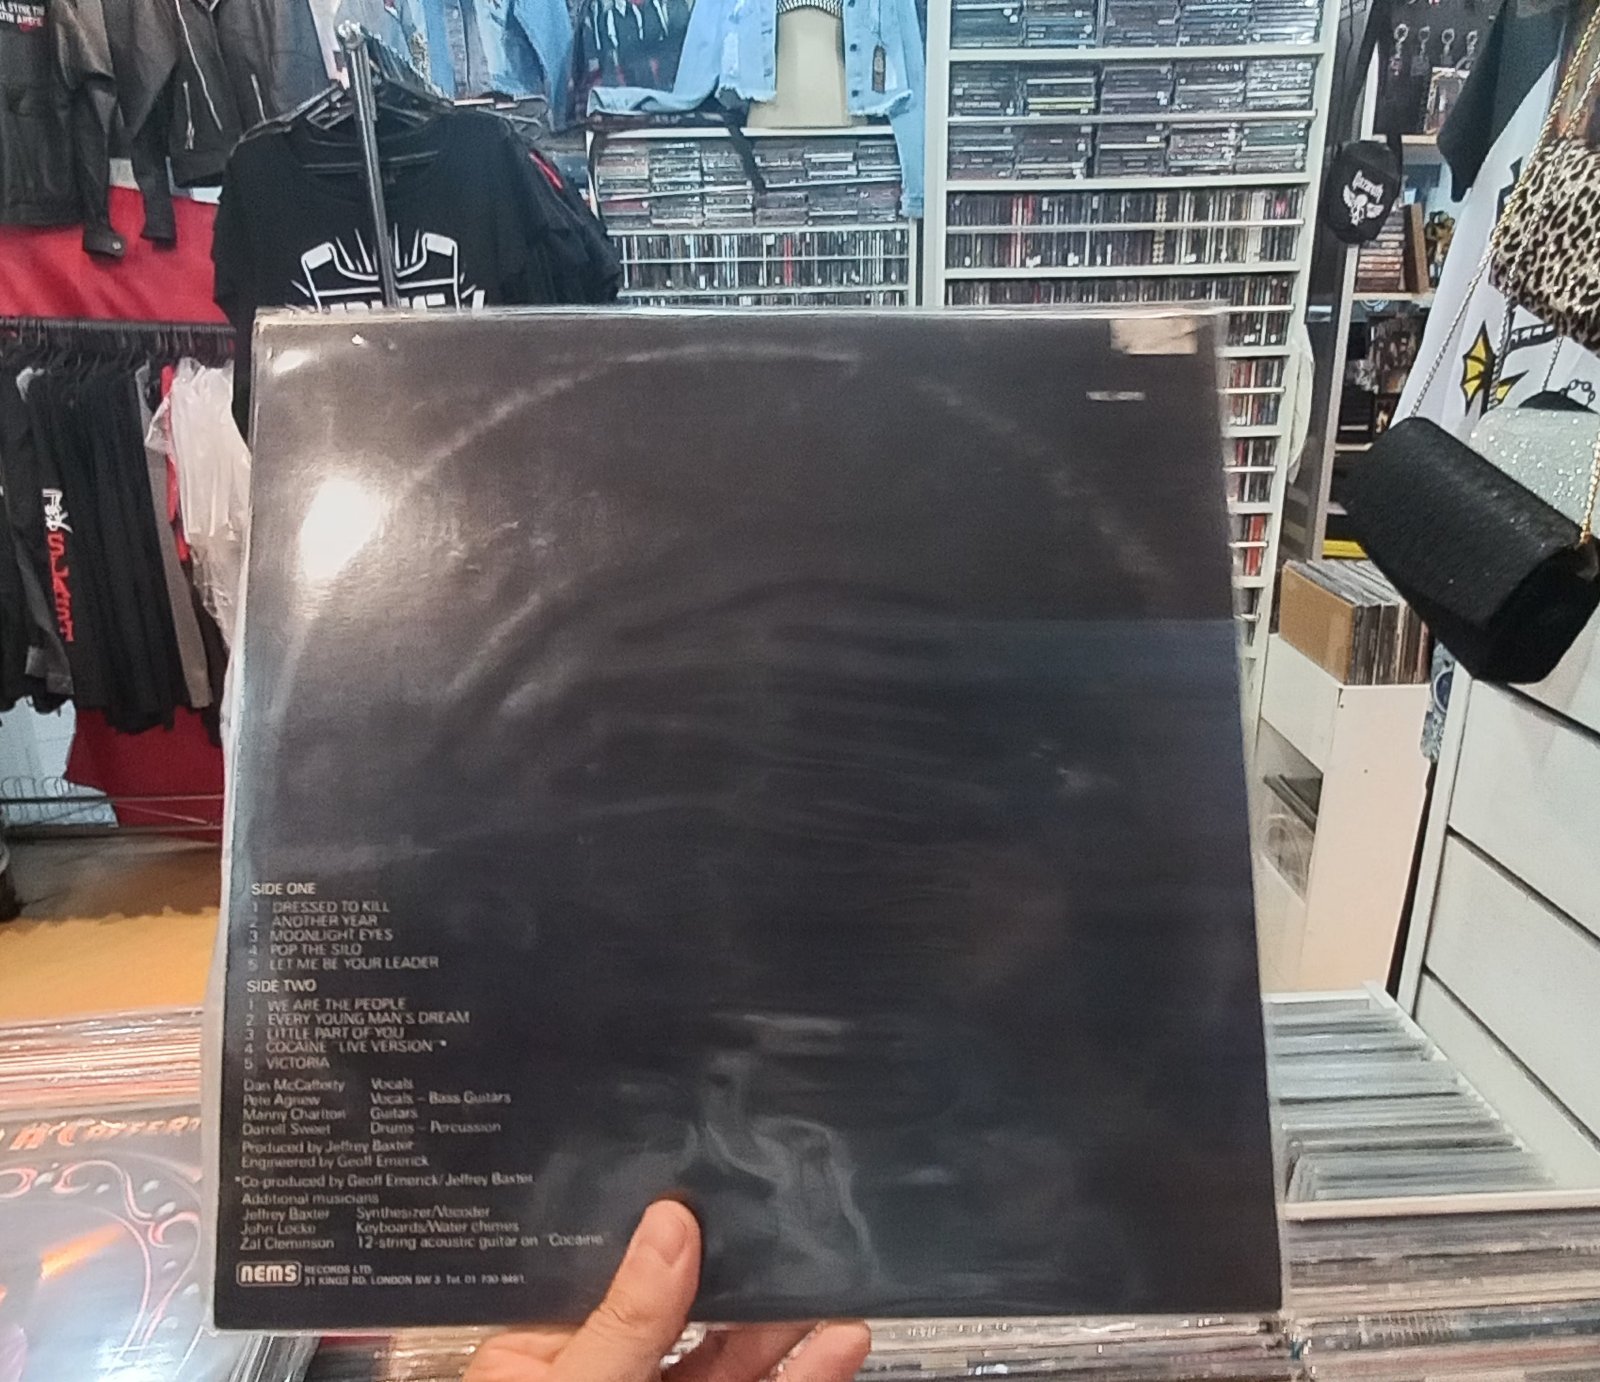 SLASH
SIDE ONE
1 DRESSED TO KILL
2 ANOTHER YEAR
3 MOONLIGHT EYES
4 POP THE SILO
5 LET ME BE YOUR LEADER
SIDE TWO
1 WE ARE THE PEOPLE
2 EVERY YOUNG MAN'S DREAM
3 LITTLE PART OF YOU
4 COCAINE "LIVE VERSION" *
5 VICTORIA
Dan McCafferty Vocals
Pete Agnew Vocals – Bass Guitars
Manny Charlton Guitars
Darrell Sweet Drums – Percussion
Produced by Jeffrey Baxter
Engineered by Geoff Emerick
*Co-produced by Geoff Emerick/Jeffrey Baxter
Additional musicians
Jeffrey Baxter Synthesizer/Vocoder
John Locke Keyboards/Water chimes
Zal Cleminson 12-string acoustic guitar on "Cocaine"
nems RECORDS LTD.
31 KINGS RD. LONDON SW 3. Tel. 01-730
McCAFFERTY